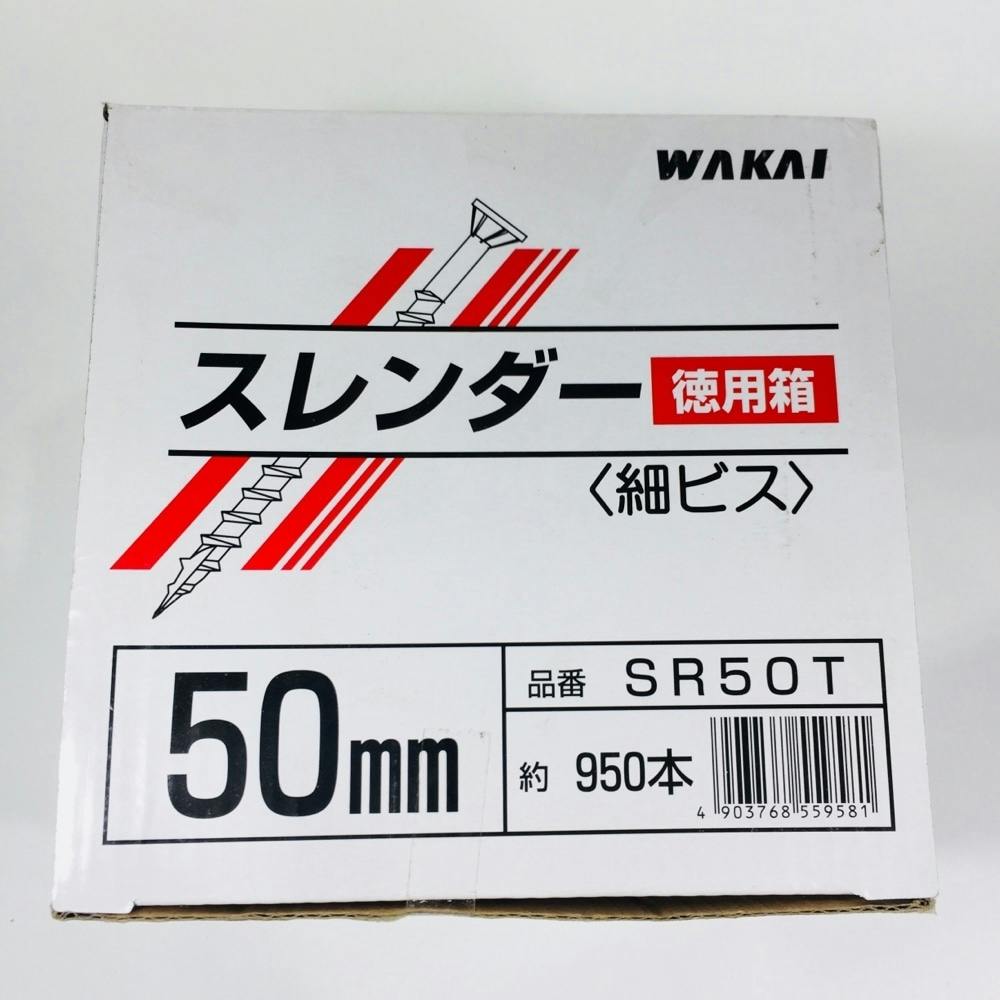 WAKAI
スレンダー 徳用箱
〈細ビス〉
50mm
品番 SR50T
約 950本
4 903768 559581